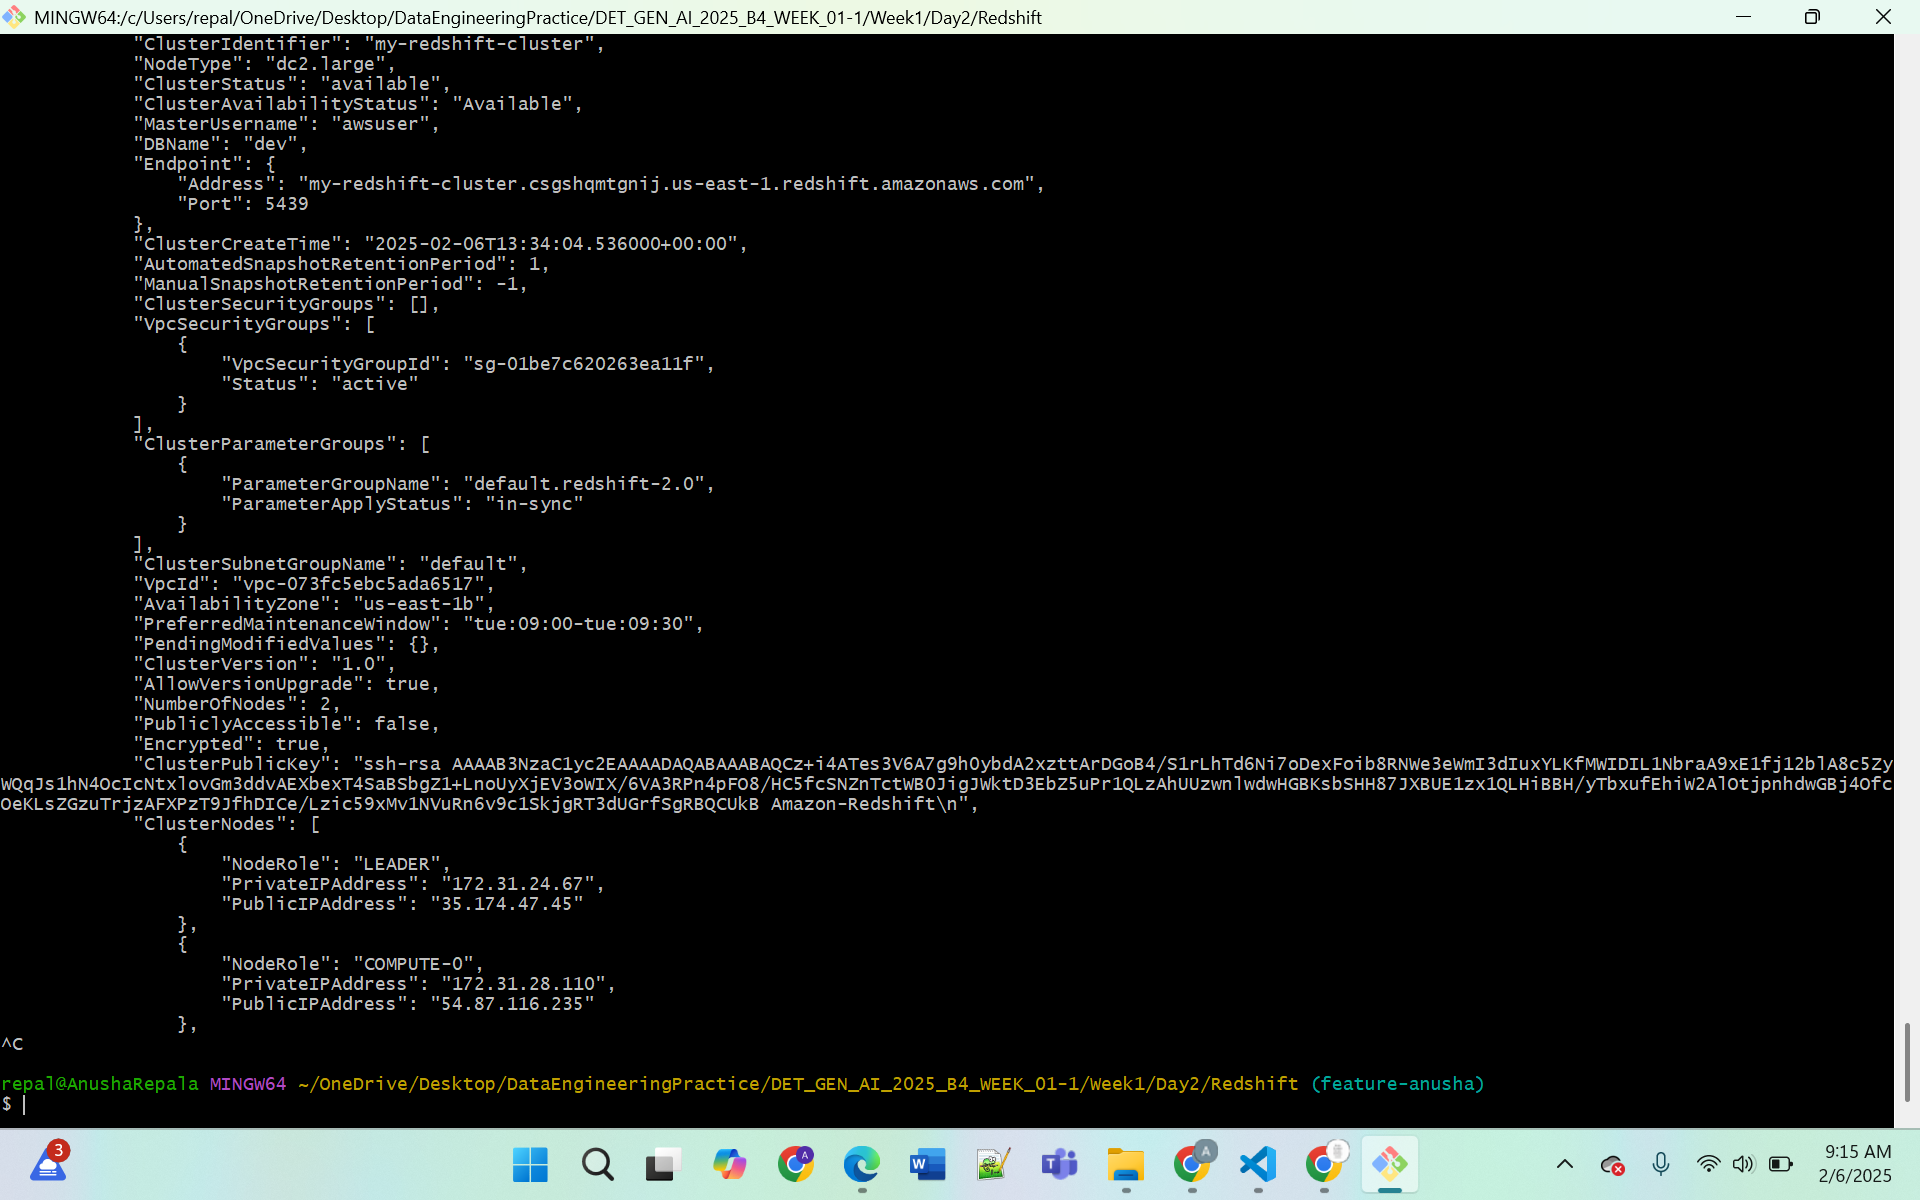 MINGW64:/c/Users/repal/OneDrive/Desktop/DataEngineeringPractice/DET_GEN_AI_2025_B4_WEEK_01-1/Week1/Day2/Redshift
"ClusterIdentifier": "my-redshift-cluster",
"NodeType": "dc2.large",
"ClusterStatus": "available",
"ClusterAvailabilityStatus": "Available",
"MasterUsername": "awsuser",
"DBName": "dev",
"Endpoint": {
"Address": "my-redshift-cluster.csgshqmtgnij.us-east-1.redshift.amazonaws.com",
"Port": 5439
},
"ClusterCreateTime": "2025-02-06T13:34:04.536000+00:00",
"AutomatedSnapshotRetentionPeriod": 1,
"ManualSnapshotRetentionPeriod": -1,
"ClusterSecurityGroups": [],
"VpcSecurityGroups": [
{
"VpcSecurityGroupId": "sg-01be7c620263ea11f",
"Status": "active"
}
],
"ClusterParameterGroups": [
{
"ParameterGroupName": "default.redshift-2.0",
"ParameterApplyStatus": "in-sync"
}
],
"ClusterSubnetGroupName": "default",
"VpcId": "vpc-073fc5ebc5ada6517",
"AvailabilityZone": "us-east-1b",
"PreferredMaintenanceWindow": "tue:09:00-tue:09:30",
"PendingModifiedValues": {},
"ClusterVersion": "1.0",
"AllowVersionUpgrade": true,
"NumberOfNodes": 2,
"PubliclyAccessible": false,
"Encrypted": true,
"ClusterPublicKey": "ssh-rsa AAAAB3NzaC1yc2EAAAADAQABAAABAQCz+i4ATes3V6A7g9hOybdA2xzttArDGoB4/S1rLhTd6Ni7oDexFoib8RNWe3eWmI3dIuxYLKfMWIDIL1NbraA9xE1fj12blA8c5Zy
WQqJs1hN4OcIcNtxlovGm3ddvAEXbexT4SaBSbgZ1+LnoUyXjEV3oWIX/6VA3RPn4pFO8/HC5fcSNZnTctWB0JigJWktD3EbZ5uPr1QLzAhUUzwnlwdwHGBKsbSHH87JXBUE1zx1QLHiBBH/yTbxufEhiW2AlOtjpnhdwGBj4Ofc
OeKLsZGzuTrjzAFXPzT9JfhDICe/Lzic59xMv1NVuRn6v9c1SkjgRT3dUGrfSgRBQCUkB Amazon-Redshift\n",
"ClusterNodes": [
{
"NodeRole": "LEADER",
"PrivateIPAddress": "172.31.24.67",
"PublicIPAddress": "35.174.47.45"
},
{
"NodeRole": "COMPUTE-0",
"PrivateIPAddress": "172.31.28.110",
"PublicIPAddress": "54.87.116.235"
},
^C
repal@AnushaRepala MINGW64 ~/OneDrive/Desktop/DataEngineeringPractice/DET_GEN_AI_2025_B4_WEEK_01-1/Week1/Day2/Redshift (feature-anusha)
$
3
9:15 AM
2/6/2025